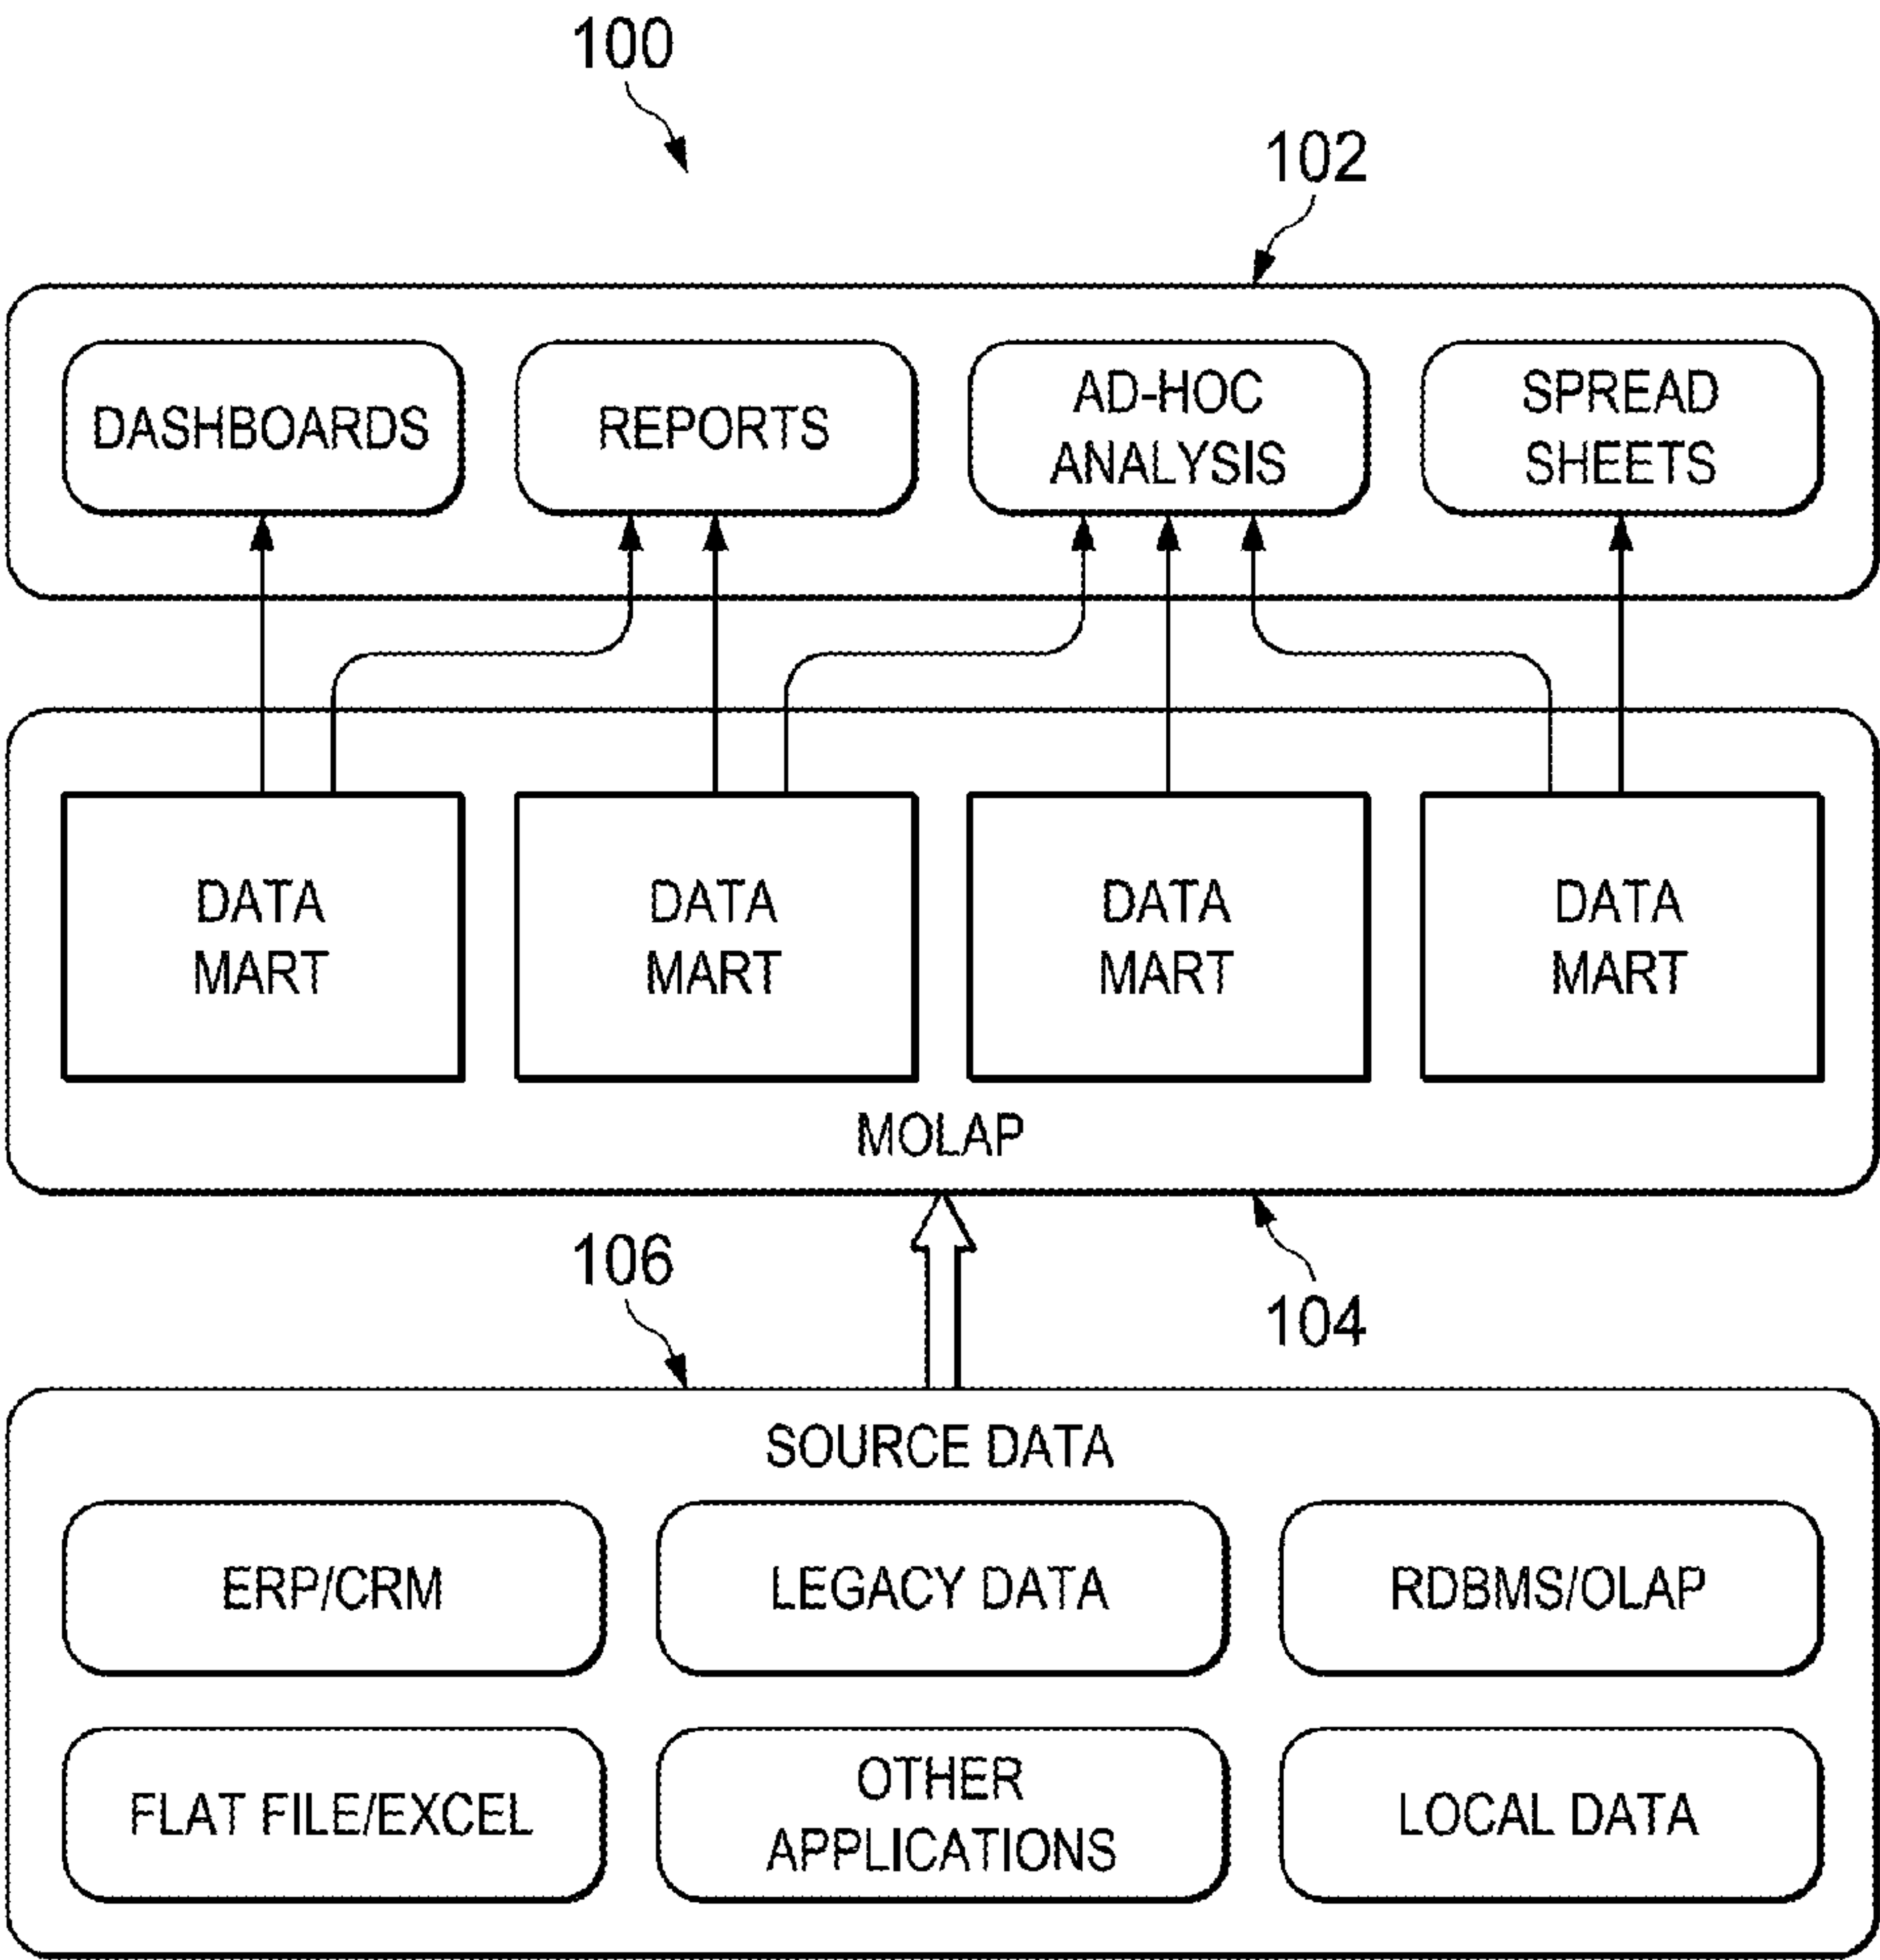 100
102
DASHBOARDS
REPORTS
AD-HOC
ANALYSIS
SPREAD
SHEETS
DATA
MART
DATA
MART
DATA
MART
DATA
MART
MOLAP
106
104
SOURCE DATA
ERP/CRM
LEGACY DATA
RDBMS/OLAP
FLAT FILE/EXCEL
OTHER
APPLICATIONS
LOCAL DATA